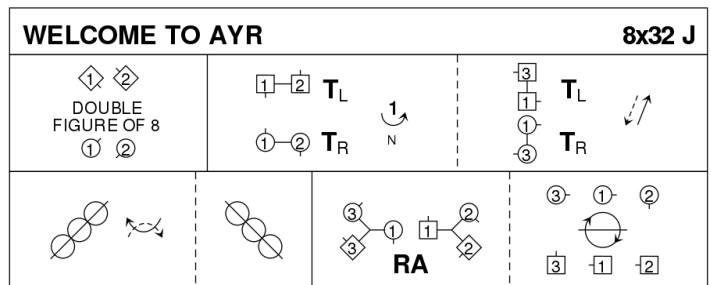 WELCOME TO AYR 8x32 J
1 2
DOUBLE
FIGURE OF 8
1 2
1 2 TL
1 2 TR
1
N
3
1
TL
1
3
TR
3 1 2
3 1 2
RA
3 1 2
3 1 2